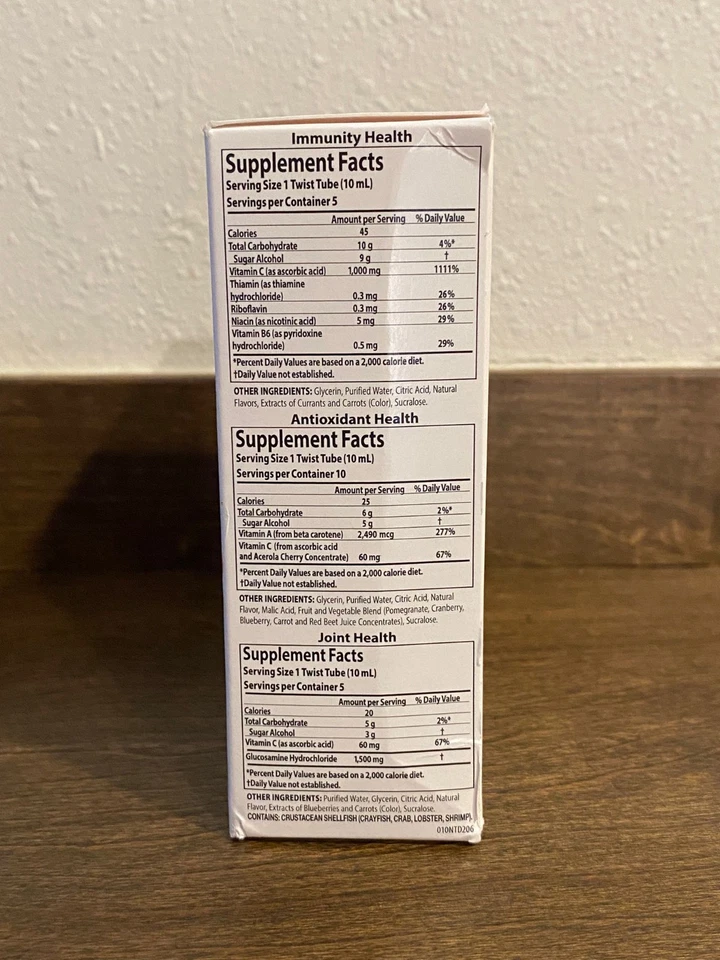 Immunity Health
Supplement Facts
Serving Size 1 Twist Tube (10 mL)
Servings per Container 5
Amount per Serving % Daily Value
Calories 45
Total Carbohydrate 10 g 4%*
Sugar Alcohol 9 g †
Vitamin C (as ascorbic acid) 1,000 mg 1111%
Thiamin (as thiamine
hydrochloride) 0.3 mg 26%
Riboflavin 0.3 mg 26%
Niacin (as nicotinic acid) 5 mg 29%
Vitamin B6 (as pyridoxine
hydrochloride) 0.5 mg 29%
*Percent Daily Values are based on a 2,000 calorie diet.
†Daily Value not established.
OTHER INGREDIENTS: Glycerin, Purified Water, Citric Acid, Natural
Flavors, Extracts of Currants and Carrots (Color), Sucralose.
Antioxidant Health
Supplement Facts
Serving Size 1 Twist Tube (10 mL)
Servings per Container 10
Amount per Serving % Daily Value
Calories 25
Total Carbohydrate 6 g 2%*
Sugar Alcohol 5 g †
Vitamin A (from beta carotene) 2,490 mcg 277%
Vitamin C (from ascorbic acid
and Acerola Cherry Concentrate) 60 mg 67%
*Percent Daily Values are based on a 2,000 calorie diet.
†Daily Value not established.
OTHER INGREDIENTS: Glycerin, Purified Water, Citric Acid, Natural
Flavor, Malic Acid, Fruit and Vegetable Blend (Pomegranate, Cranberry,
Blueberry, Carrot and Red Beet Juice Concentrates), Sucralose.
Joint Health
Supplement Facts
Serving Size 1 Twist Tube (10 mL)
Servings per Container 5
Amount per Serving % Daily Value
Calories 20
Total Carbohydrate 5 g 2%*
Sugar Alcohol 3 g †
Vitamin C (as ascorbic acid) 60 mg 67%
Glucosamine Hydrochloride 1,500 mg †
*Percent Daily Values are based on a 2,000 calorie diet.
†Daily Value not established.
OTHER INGREDIENTS: Purified Water, Glycerin, Citric Acid, Natural
Flavor, Extracts of Blueberries and Carrots (Color), Sucralose.
CONTAINS: CRUSTACEAN SHELLFISH (CRAYFISH, CRAB, LOBSTER, SHRIMP).
010NTD206